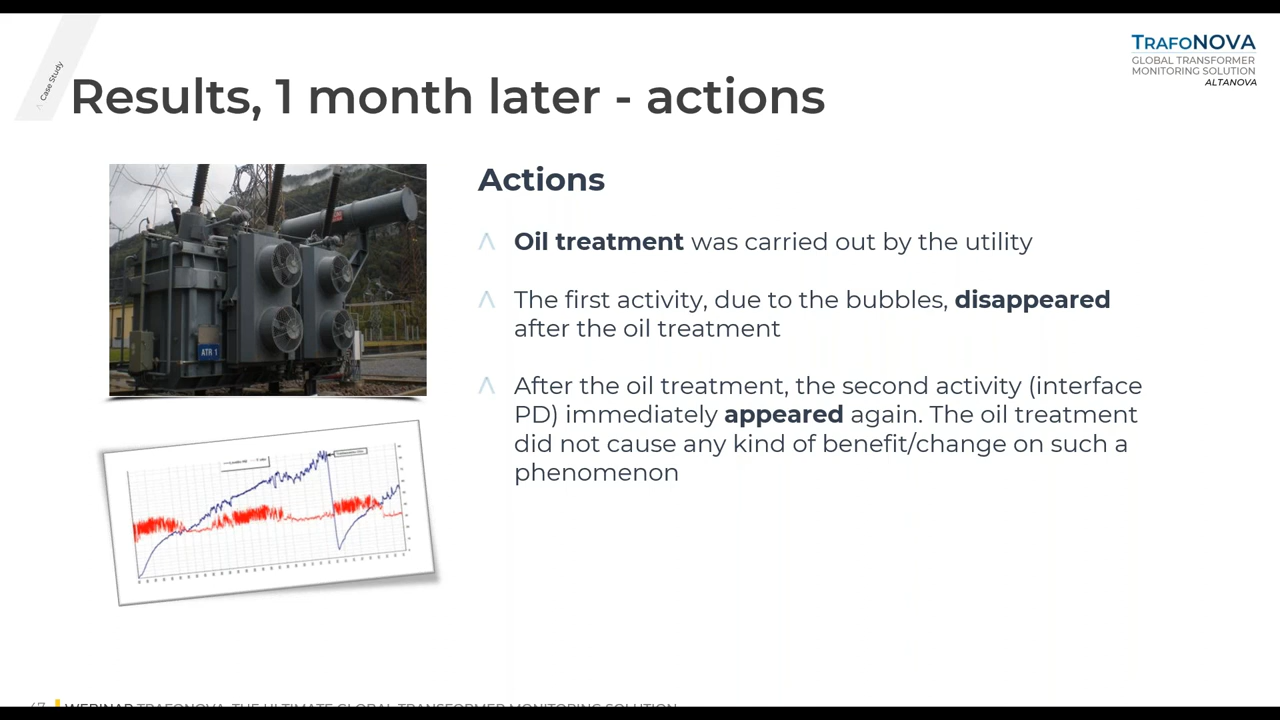 Case Study
TRAFONOVA
GLOBAL TRANSFORMER
MONITORING SOLUTION
ALTANOVA
Results, 1 month later - actions
ATR 1
Actions
Oil treatment was carried out by the utility
The first activity, due to the bubbles, disappeared
after the oil treatment
After the oil treatment, the second activity (interface
PD) immediately appeared again. The oil treatment
did not cause any kind of benefit/change on such a
phenomenon
47 WEBINAR TRAFONOVA, THE ULTIMATE GLOBAL TRANSFORMER MONITORING SOLUTION